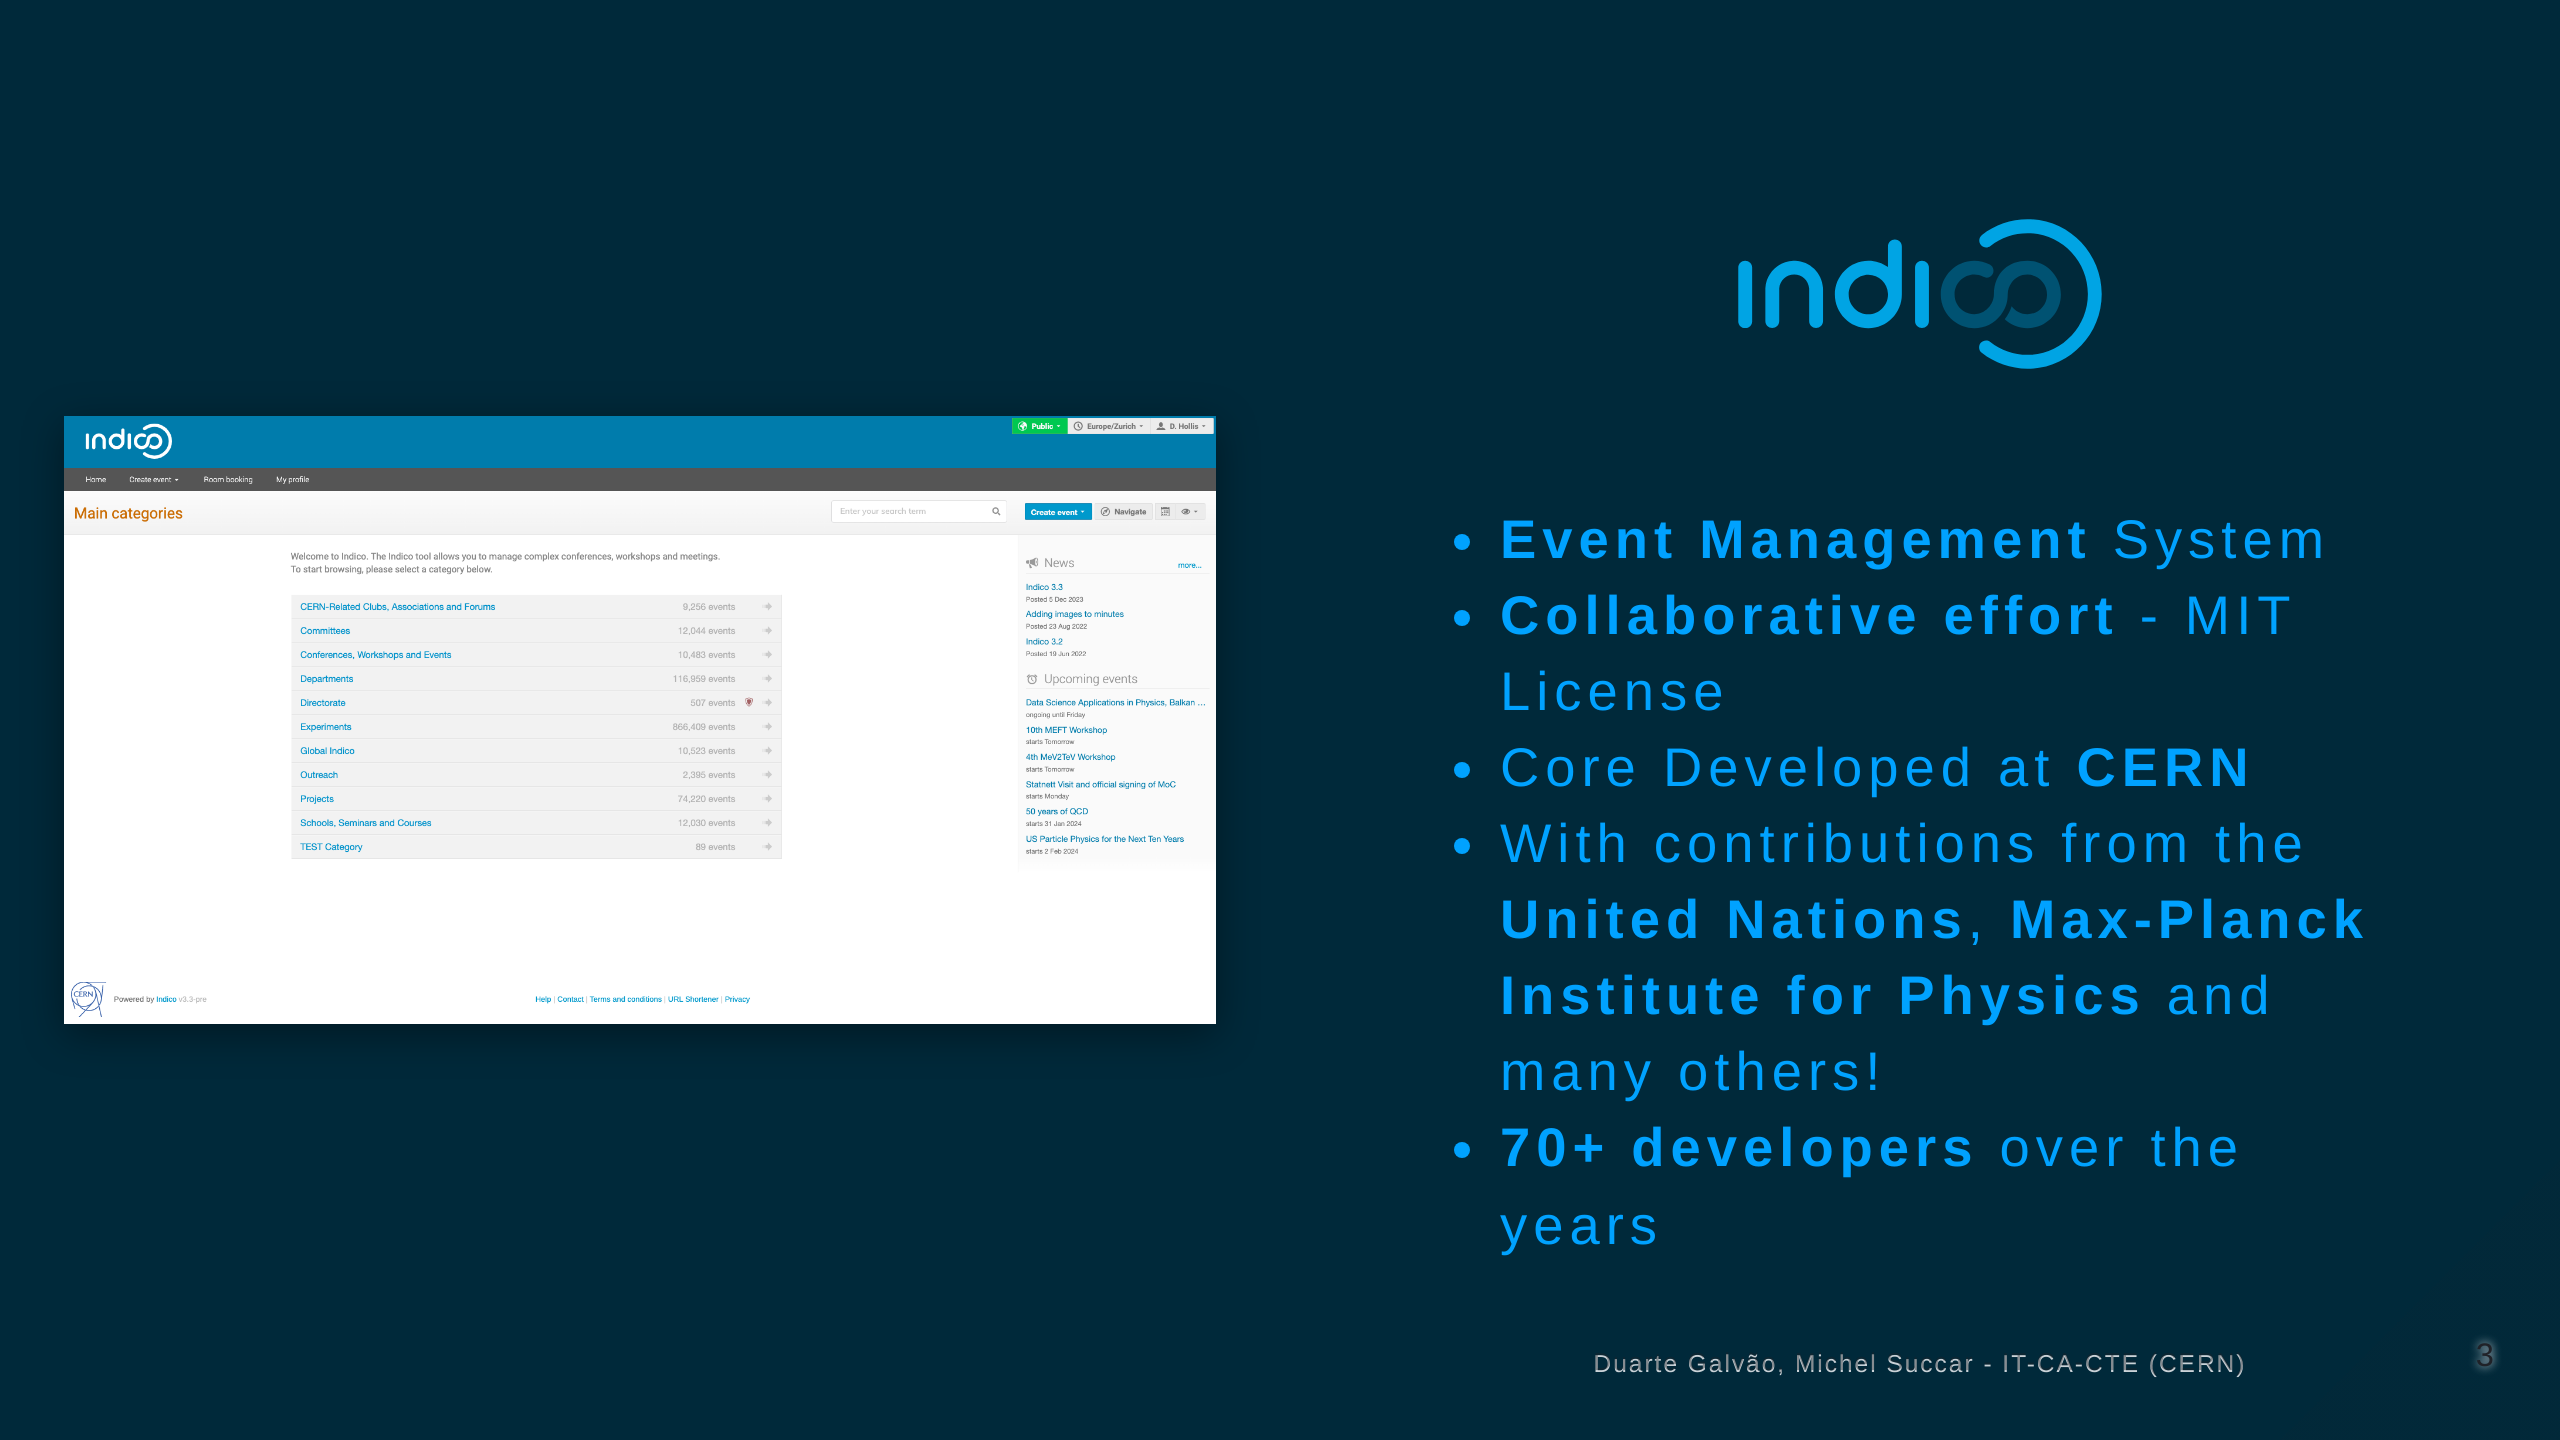 indico
Public
Europe/Zurich
D. Hollis
Home
Create event
Room booking
My profile
Main categories
Enter your search term
Create event
Navigate
Welcome to Indico. The Indico tool allows you to manage complex conferences, workshops and meetings.
To start browsing, please select a category below.
CERN-Related Clubs, Associations and Forums 9,256 events
Committees 12,044 events
Conferences, Workshops and Events 10,483 events
Departments 116,959 events
Directorate 507 events
Experiments 866,409 events
Global Indico 10,523 events
Outreach 2,395 events
Projects 74,220 events
Schools, Seminars and Courses 12,030 events
TEST Category 89 events
News more...
Indico 3.3
Posted 5 Dec 2023
Adding images to minutes
Posted 23 Aug 2022
Indico 3.2
Posted 19 Jun 2022
Upcoming events
Data Science Applications in Physics, Balkan ...
ongoing until Friday
10th MEFT Workshop
starts Tomorrow
4th MeV2TeV Workshop
starts Tomorrow
Statnett Visit and official signing of MoC
starts Monday
50 years of QCD
starts 31 Jan 2024
US Particle Physics for the Next Ten Years
starts 2 Feb 2024
CERN
Powered by Indico v3.3-pre
Help | Contact | Terms and conditions | URL Shortener | Privacy
indico
• Event Management System
• Collaborative effort - MIT
License
• Core Developed at CERN
• With contributions from the
United Nations, Max-Planck
Institute for Physics and
many others!
• 70+ developers over the
years
Duarte Galvão, Michel Succar - IT-CA-CTE (CERN)
3